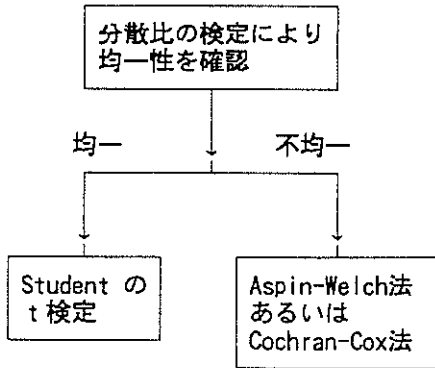 分散比の検定により
均一性を確認
均一
不均一
Student の
t 検定
Aspin-Welch法
あるいは
Cochran-Cox法